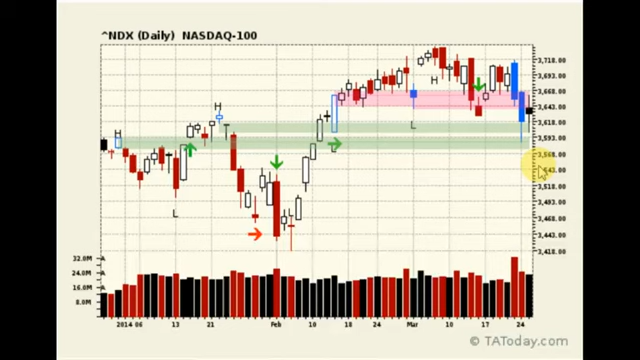 ^NDX (Daily) NASDAQ-100
3,718.00
3,693.00
3,668.00
3,643.00
3,618.00
3,593.00
3,568.00
3,543.00
3,518.00
3,493.00
3,468.00
3,443.00
3,418.00
H
H
H
L
L
L
32.0M
24.0M
16.0M
8.0M
A
A
A
2014 06 13 21 Feb 10 18 24 Mar 10 17 24
© TAToday.com